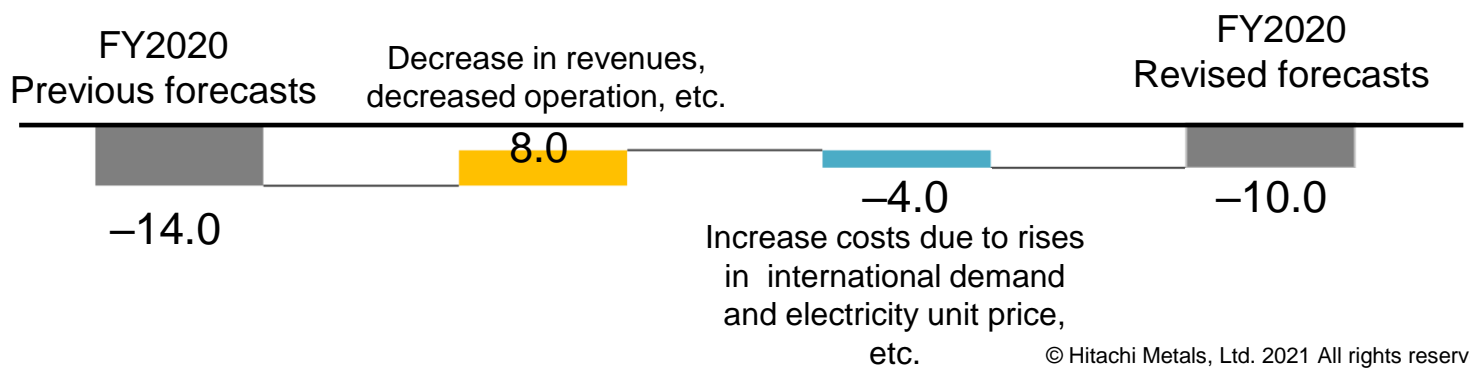 FY2020
Previous forecasts
Decrease in revenues,
decreased operation, etc.
FY2020
Revised forecasts
8.0
–14.0
–4.0
–10.0
Increase costs due to rises
in international demand
and electricity unit price,
etc.
© Hitachi Metals, Ltd. 2021 All rights reserv